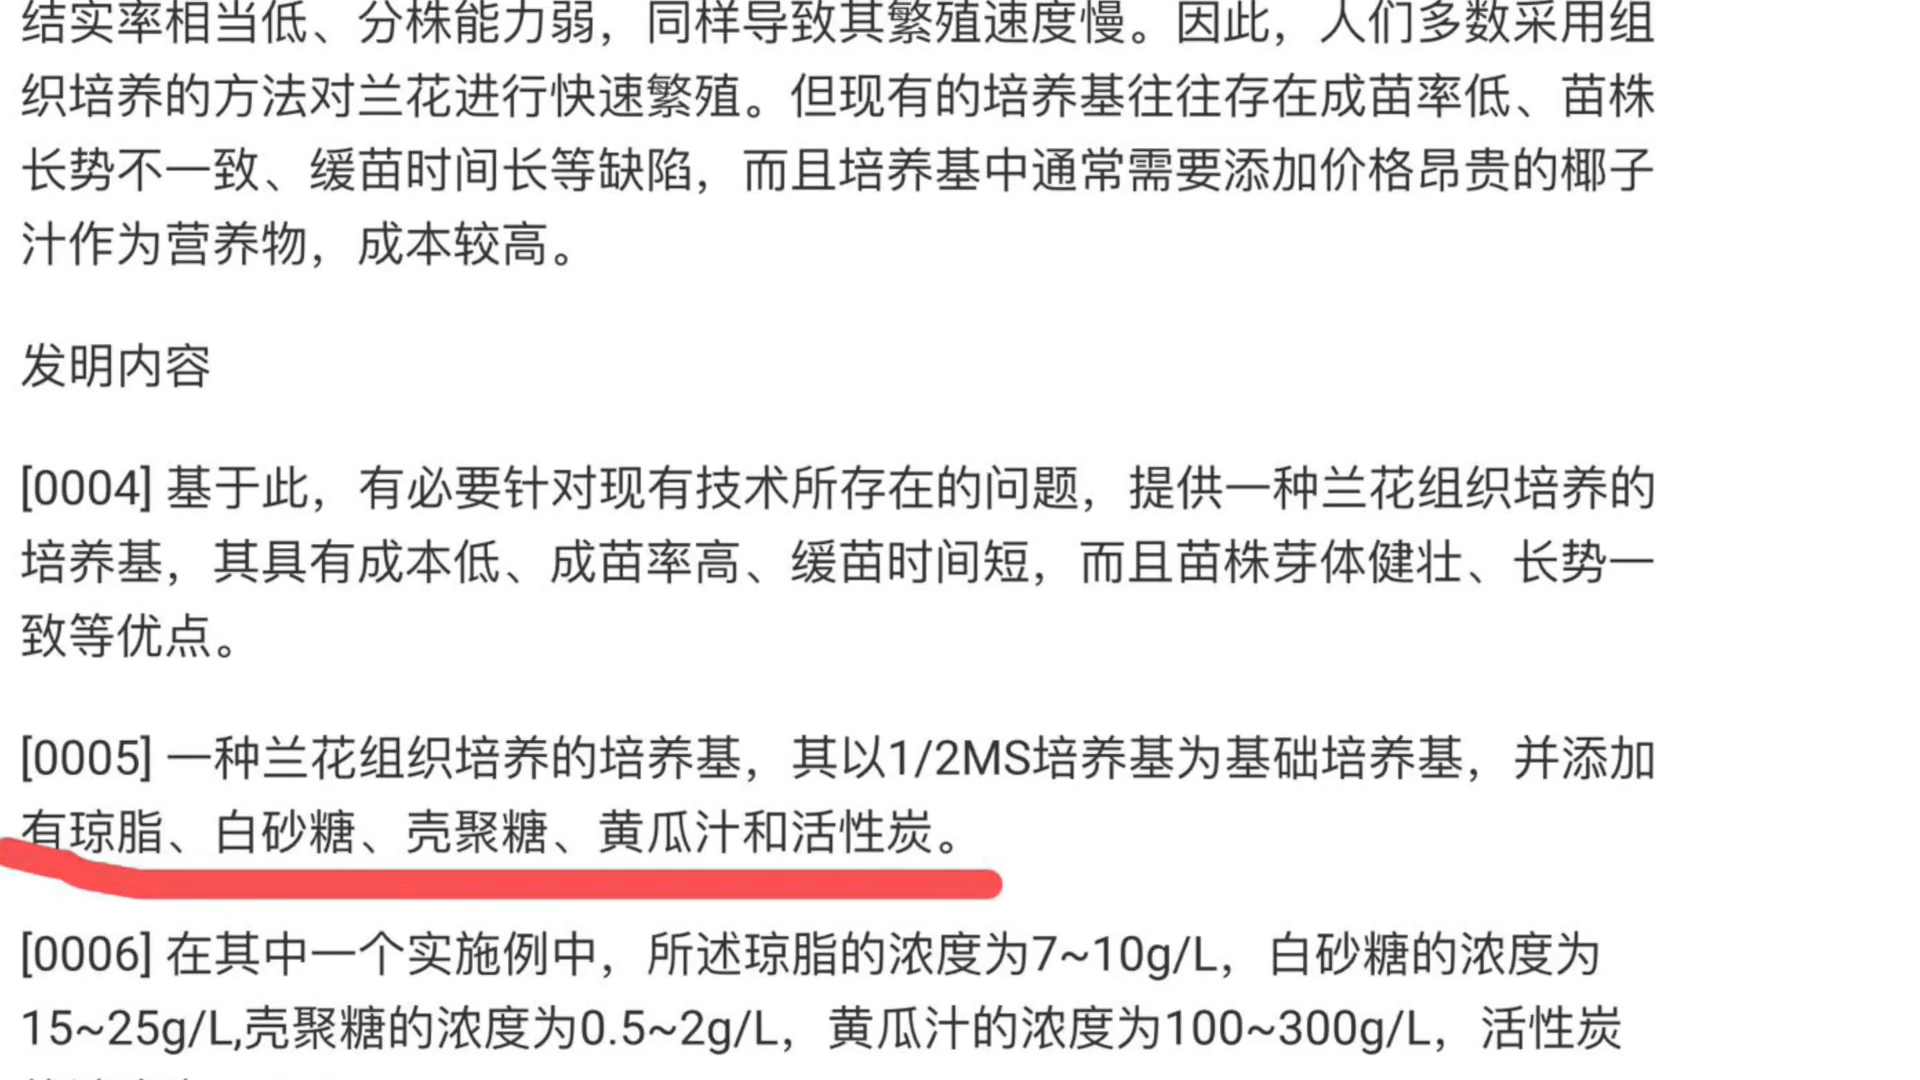 结实率相当低、分株能力弱，同样导致其繁殖速度慢。因此，人们多数采用组
织培养的方法对兰花进行快速繁殖。但现有的培养基往往存在成苗率低、苗株
长势不一致、缓苗时间长等缺陷，而且培养基中通常需要添加价格昂贵的椰子
汁作为营养物，成本较高。
发明内容
[0004] 基于此，有必要针对现有技术所存在的问题，提供一种兰花组织培养的
培养基，其具有成本低、成苗率高、缓苗时间短，而且苗株芽体健壮、长势一
致等优点。
[0005] 一种兰花组织培养的培养基，其以1/2MS培养基为基础培养基，并添加
有琼脂、白砂糖、壳聚糖、黄瓜汁和活性炭。
[0006] 在其中一个实施例中，所述琼脂的浓度为7~10g/L，白砂糖的浓度为
15~25g/L,壳聚糖的浓度为0.5~2g/L，黄瓜汁的浓度为100~300g/L，活性炭